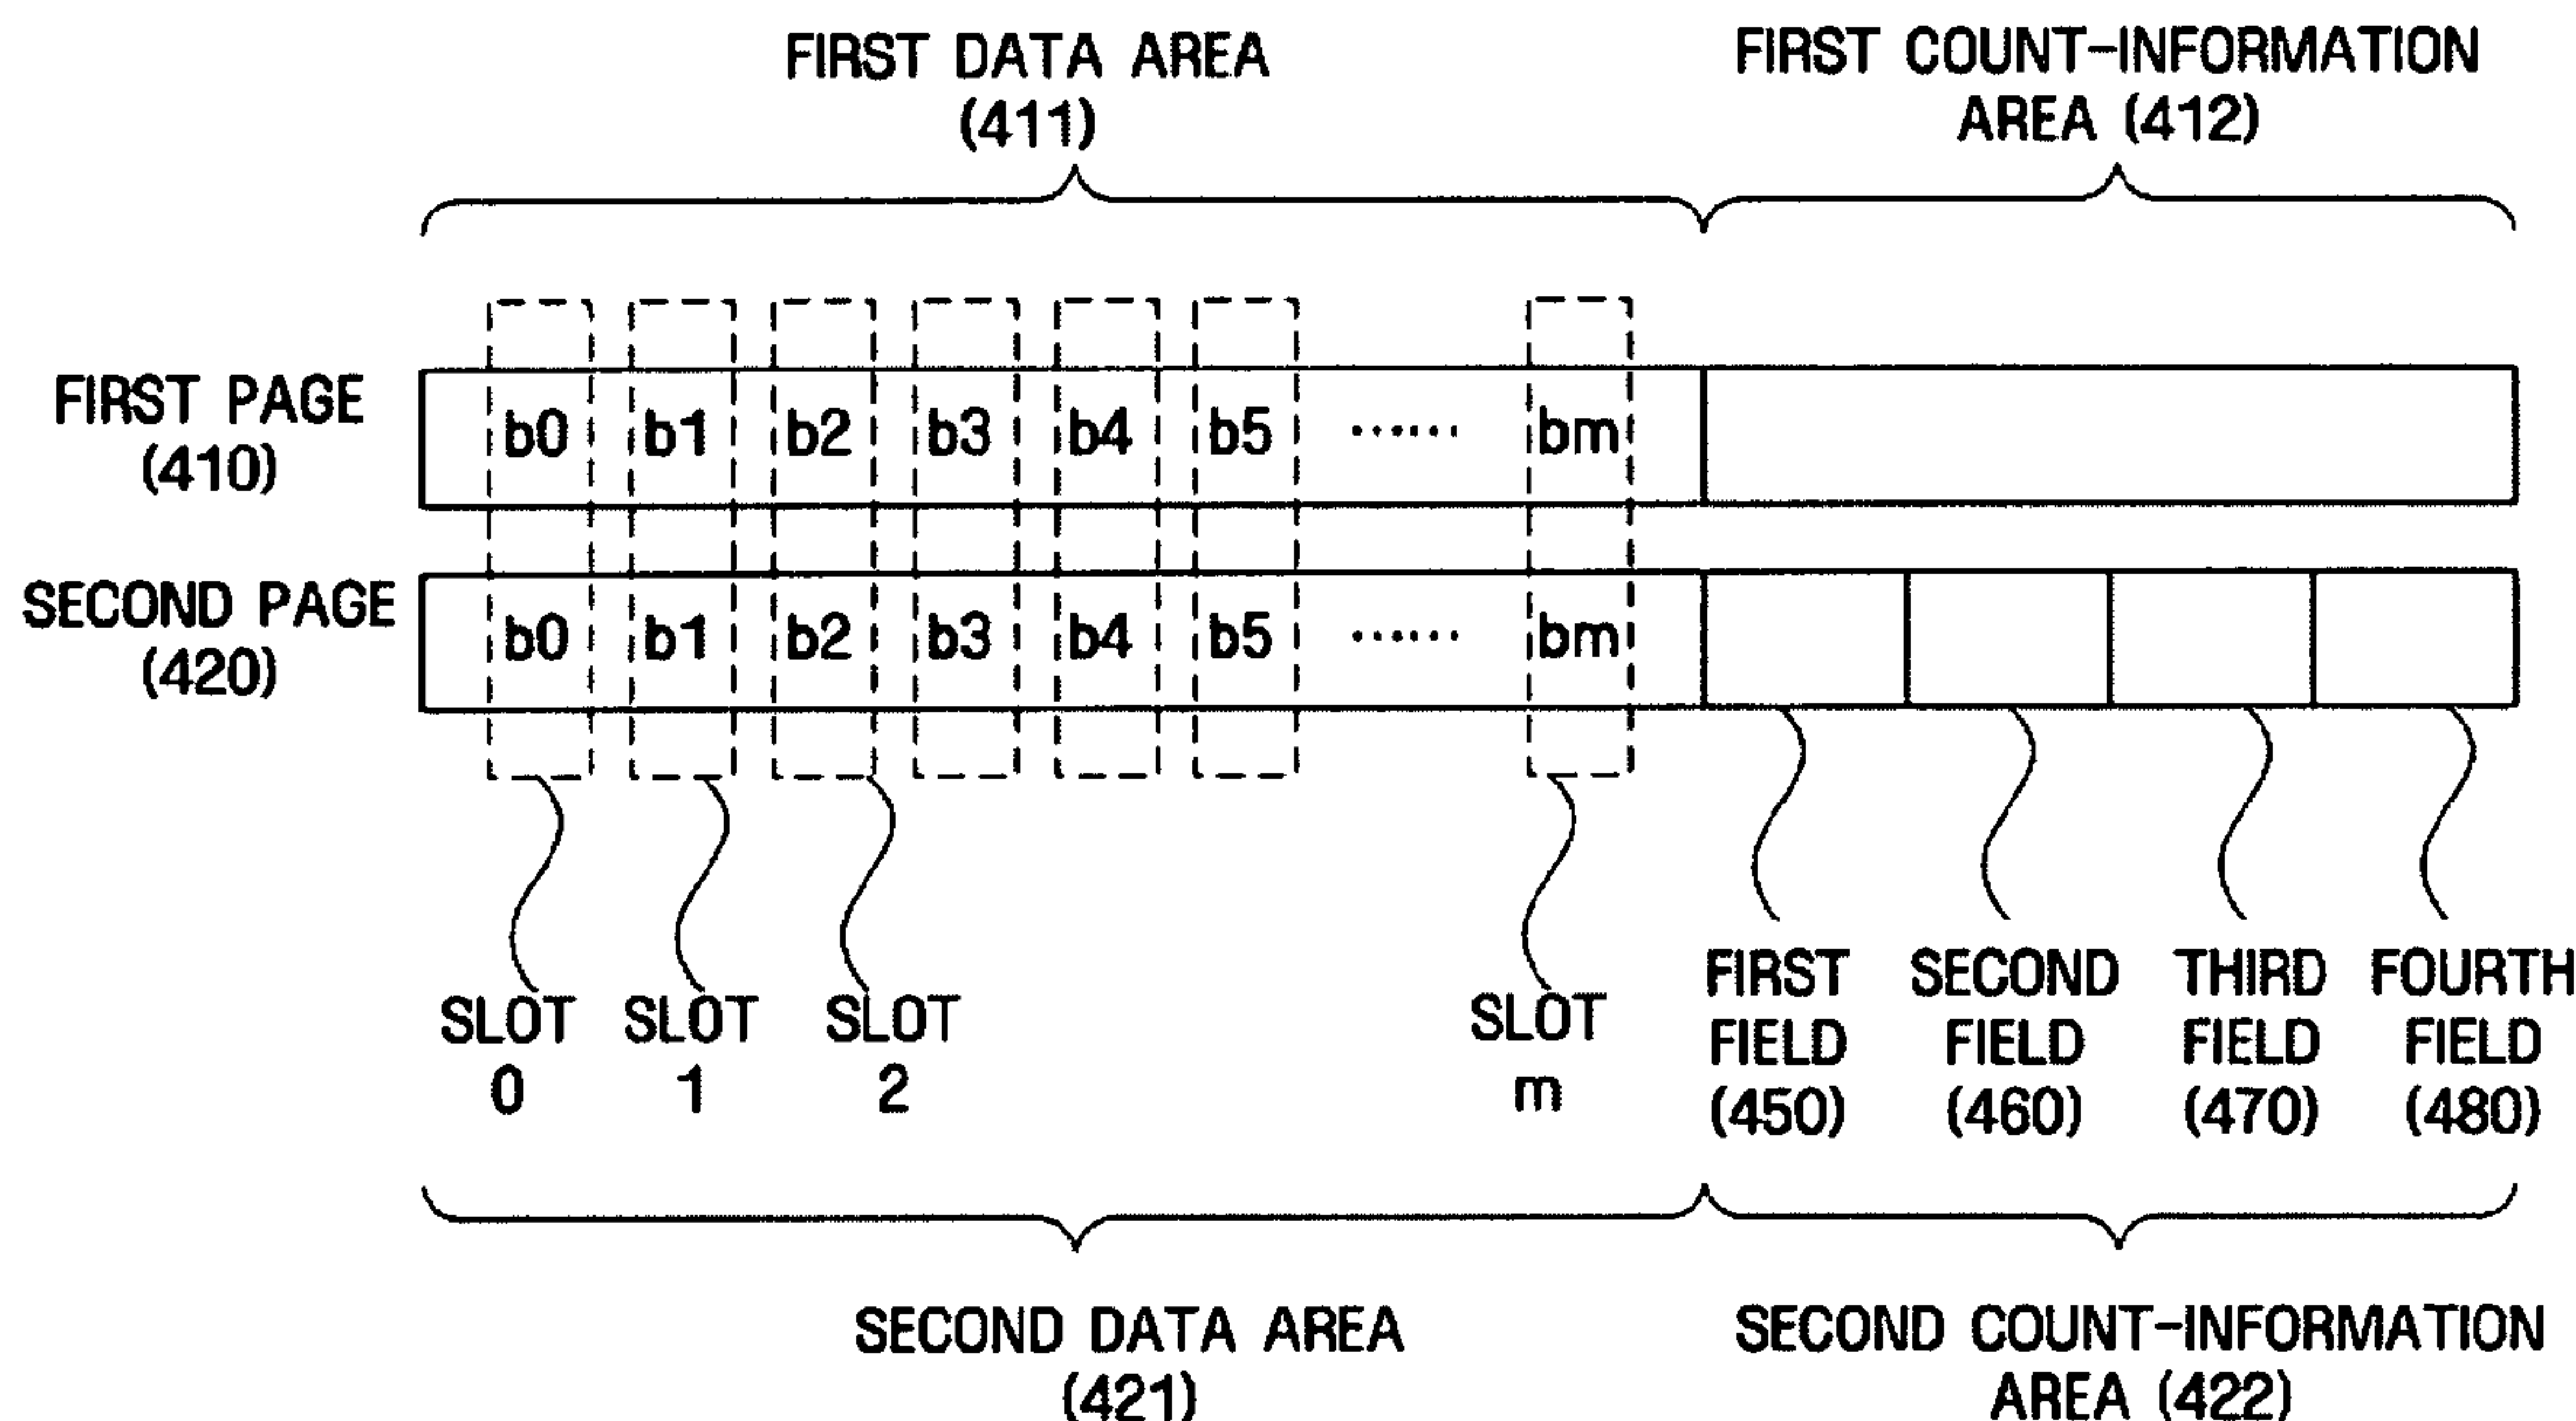 FIRST DATA AREA
(411)
FIRST COUNT-INFORMATION
AREA (412)
FIRST PAGE
(410)
b0 b1 b2 b3 b4 b5 ...... bm
SECOND PAGE
(420)
b0 b1 b2 b3 b4 b5 ...... bm
SLOT
0
SLOT
1
SLOT
2
SLOT
m
FIRST
FIELD
(450)
SECOND
FIELD
(460)
THIRD
FIELD
(470)
FOURTH
FIELD
(480)
SECOND DATA AREA
(421)
SECOND COUNT-INFORMATION
AREA (422)